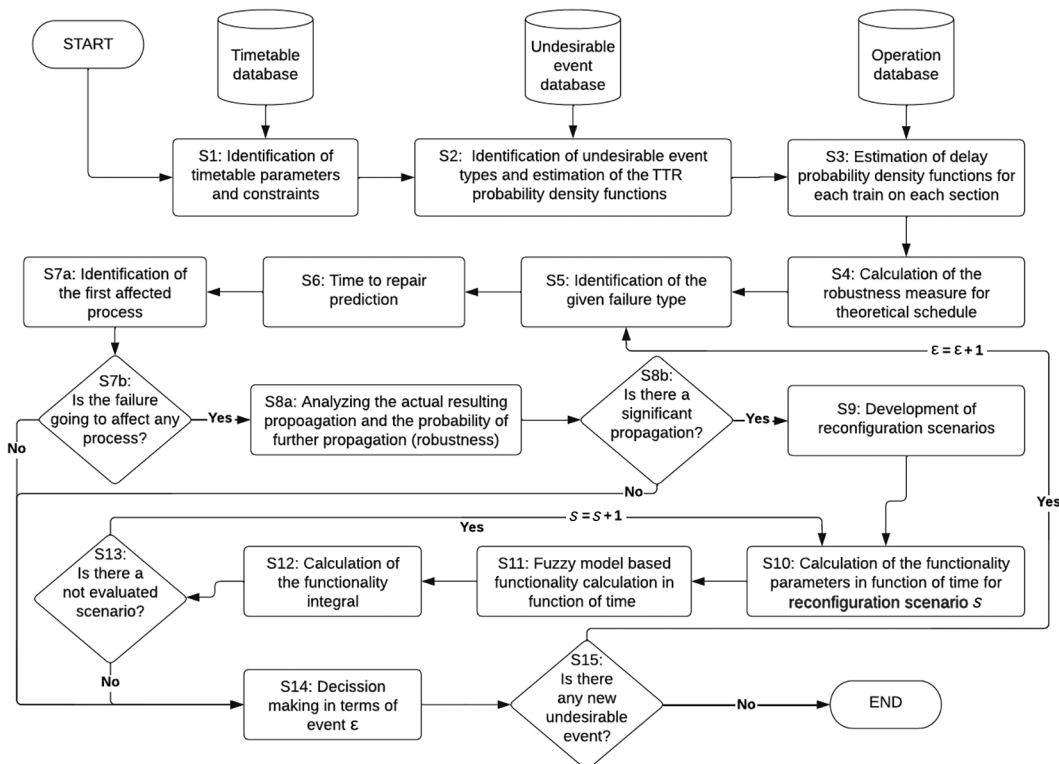 START
Timetable
database
Undesirable
event
database
Operation
database
S1: Identification of
timetable parameters
and constraints
S2: Identification of undesirable event
types and estimation of the TTR
probability density functions
S3: Estimation of delay
probability density functions for
each train on each section
S7a: Identification of
the first affected
process
S6: Time to repair
prediction
S5: Identification of the
given failure type
S4: Calculation of the
robustness measure for
theoretical schedule
ε = ε + 1
S7b:
Is the failure
going to affect any
process?
Yes
No
S8a: Analyzing the actual resulting
propoagation and the probability of
further propagation (robustness)
S8b:
Is there a
significant
propagation?
Yes
No
S9: Development of
reconfiguration scenarios
Yes
s = s + 1
Yes
S13:
Is there a
not evaluated
scenario?
No
S12: Calculation of
the functionality
integral
S11: Fuzzy model based
functionality calculation in
function of time
S10: Calculation of the functionality
parameters in function of time for
reconfiguration scenario s
S14: Decission
making in terms of
event ε
S15:
Is there
any new
undesirable
event?
No
END